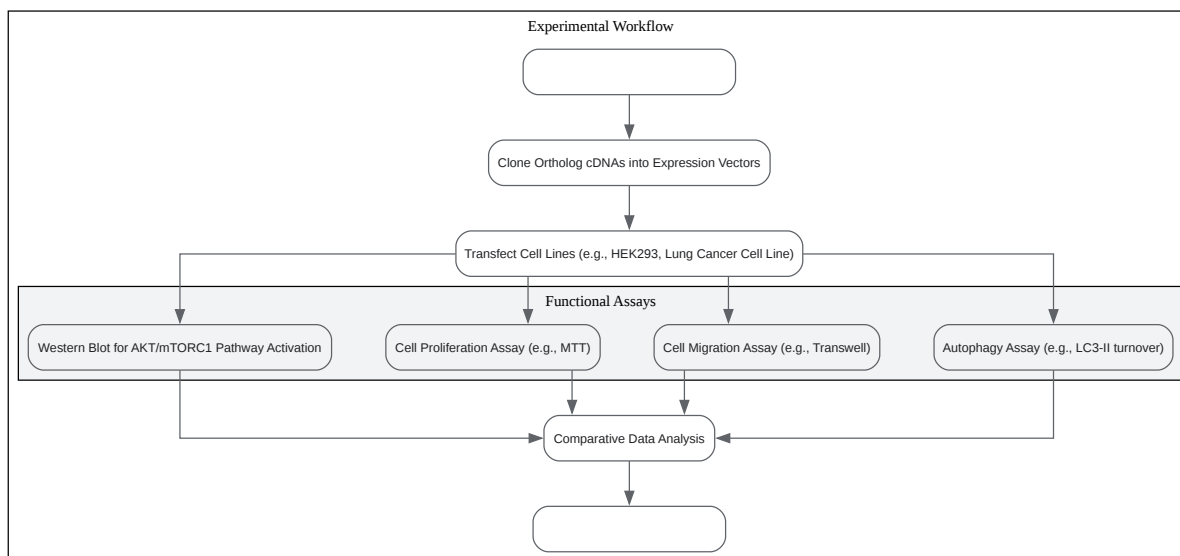 Experimental Workflow
Clone Ortholog cDNAs into Expression Vectors
Transfect Cell Lines (e.g., HEK293, Lung Cancer Cell Line)
Functional Assays
Western Blot for AKT/mTORC1 Pathway Activation
Cell Proliferation Assay (e.g., MTT)
Cell Migration Assay (e.g., Transwell)
Autophagy Assay (e.g., LC3-II turnover)
Comparative Data Analysis